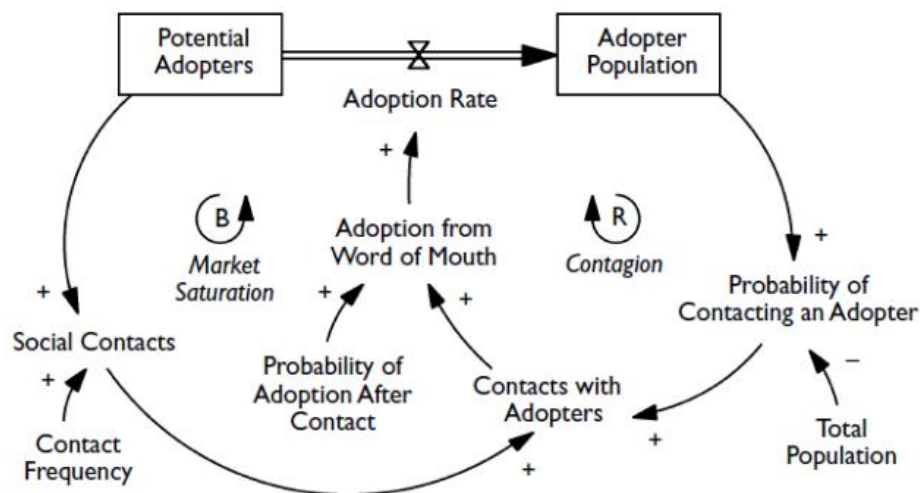 Potential
Adopters
Adopter
Population
Adoption Rate
+
B
Market
Saturation
Adoption from
Word of Mouth
R
Contagion
+
+
Social Contacts
+
+
+
Probability of
Contacting an Adopter
−
Probability of
Adoption After
Contact
Contacts with
Adopters
+
+
Contact
Frequency
Total
Population